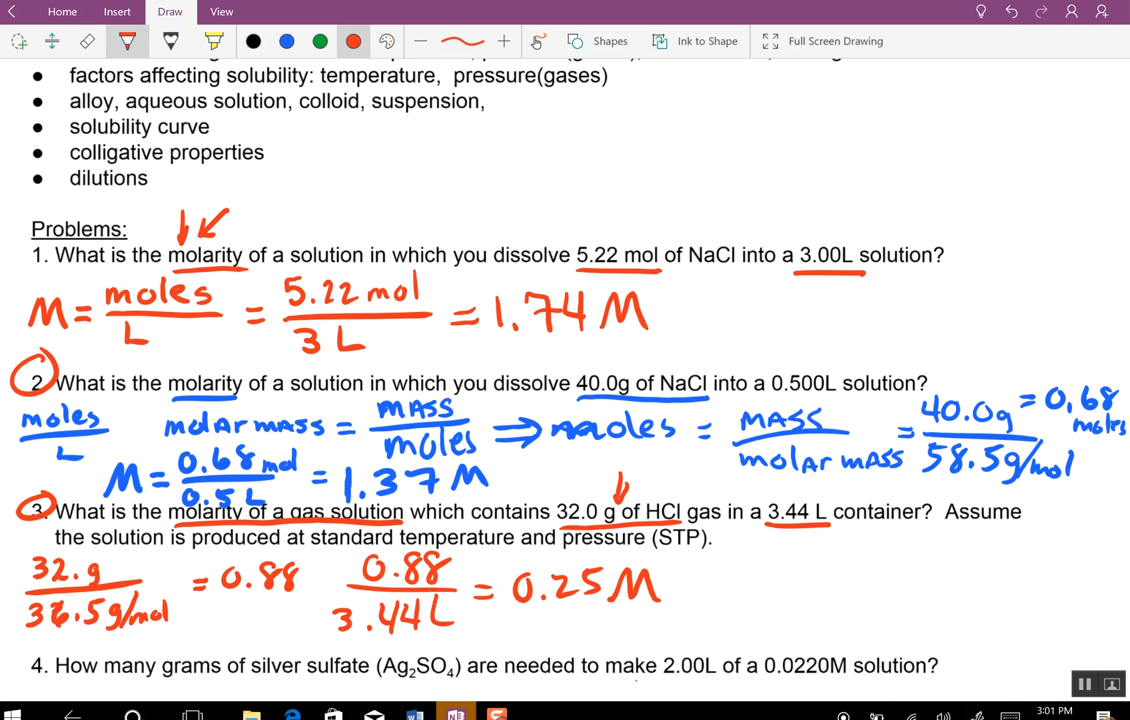 Home Insert Draw View
Shapes Ink to Shape Full Screen Drawing
• factors affecting solubility: temperature, pressure(gases)
• alloy, aqueous solution, colloid, suspension,
• solubility curve
• colligative properties
• dilutions
Problems:
1. What is the molarity of a solution in which you dissolve 5.22 mol of NaCl into a 3.00L solution?
M = moles / L = 5.22 mol / 3 L = 1.74 M
2. What is the molarity of a solution in which you dissolve 40.0g of NaCl into a 0.500L solution?
moles / L molar mass = mass / moles ⇒ moles = mass / molar mass = 40.0g / 58.5g/mol = 0.68 moles
M = 0.68 mol / 0.5 L = 1.37 M
3. What is the molarity of a gas solution which contains 32.0 g of HCl gas in a 3.44 L container? Assume
the solution is produced at standard temperature and pressure (STP).
32.g / 36.5g/mol = 0.88 0.88 / 3.44L = 0.25 M
4. How many grams of silver sulfate (Ag₂SO₄) are needed to make 2.00L of a 0.0220M solution?
3:01 PM